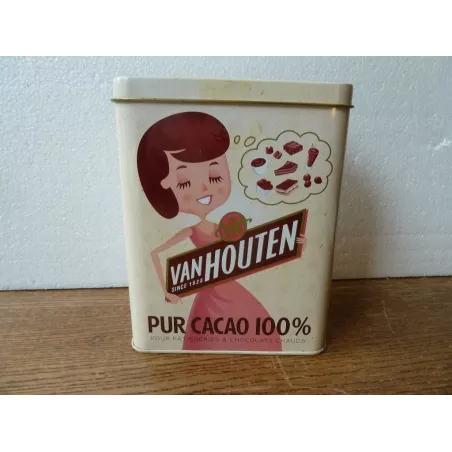 VAN HOUTEN
SINCE 1828
PUR CACAO 100%
POUR PÂTISSERIES & CHOCOLATS CHAUDS